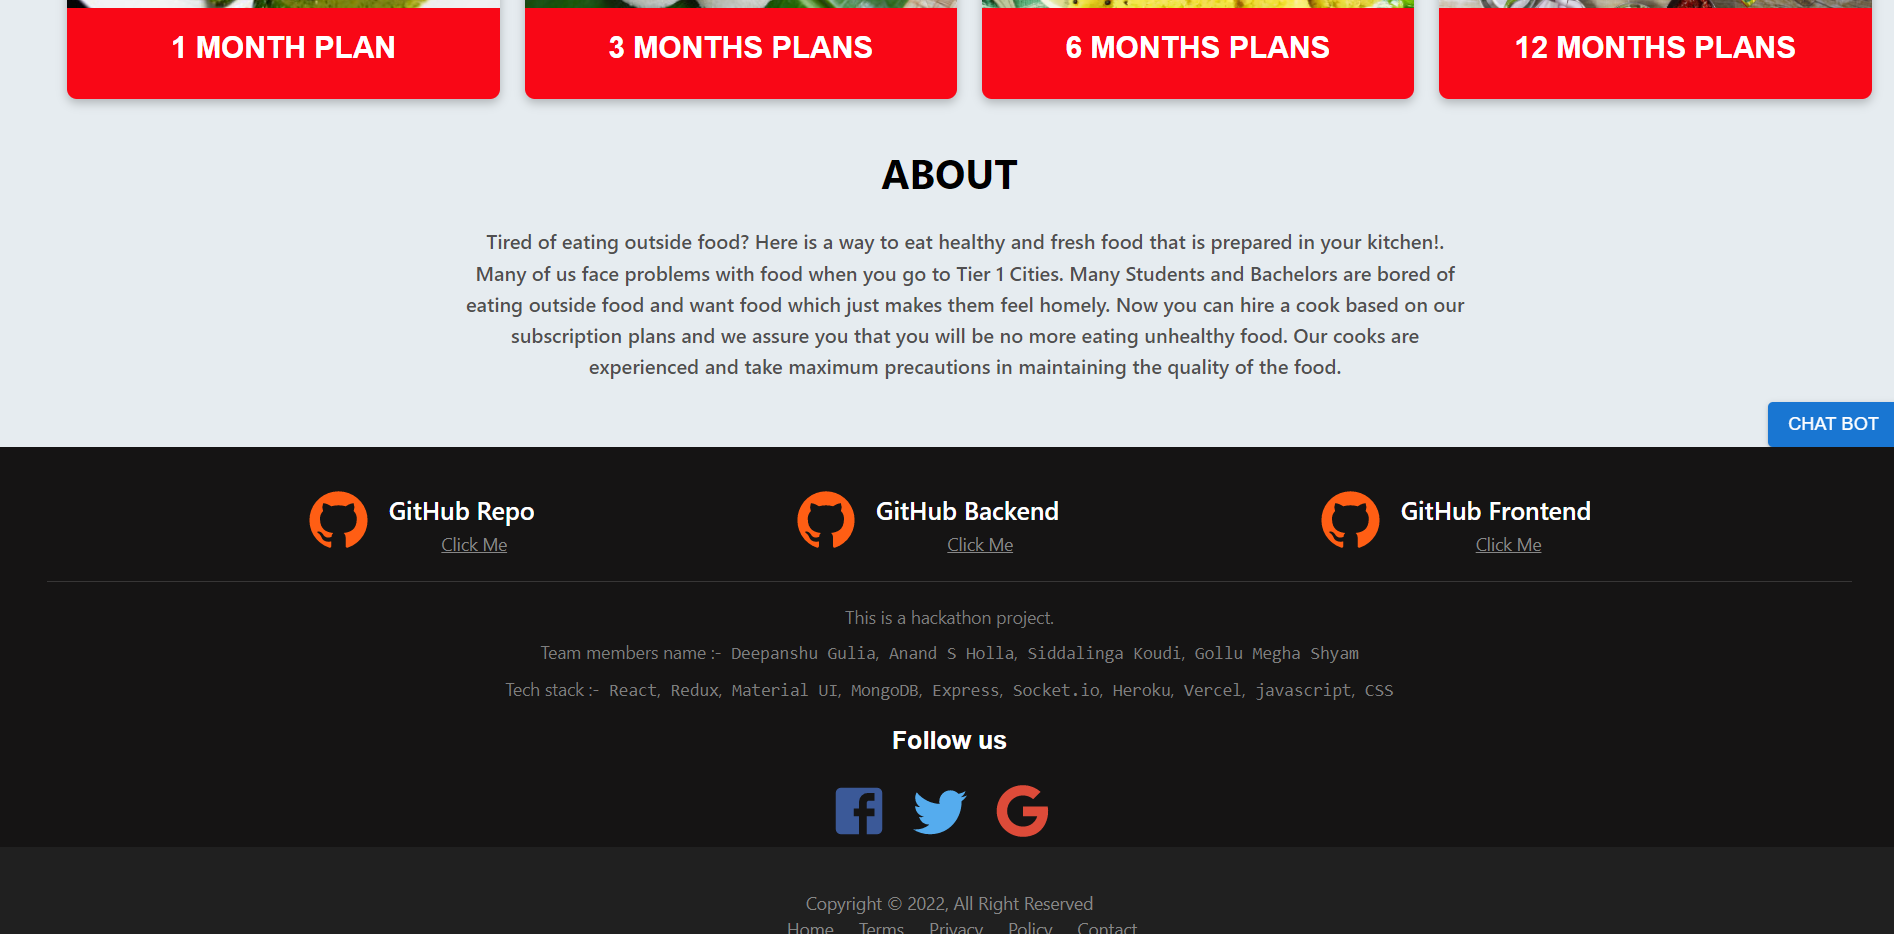 1 MONTH PLAN
3 MONTHS PLANS
6 MONTHS PLANS
12 MONTHS PLANS
ABOUT
Tired of eating outside food? Here is a way to eat healthy and fresh food that is prepared in your kitchen!.
Many of us face problems with food when you go to Tier 1 Cities. Many Students and Bachelors are bored of
eating outside food and want food which just makes them feel homely. Now you can hire a cook based on our
subscription plans and we assure you that you will be no more eating unhealthy food. Our cooks are
experienced and take maximum precautions in maintaining the quality of the food.
CHAT BOT
GitHub Repo
Click Me
GitHub Backend
Click Me
GitHub Frontend
Click Me
This is a hackathon project.
Team members name :- Deepanshu Gulia, Anand S Holla, Siddalinga Koudi, Gollu Megha Shyam
Tech stack :- React, Redux, Material UI, MongoDB, Express, Socket.io, Heroku, Vercel, javascript, CSS
Follow us
Copyright © 2022, All Right Reserved
Home Terms Privacy Policy Contact